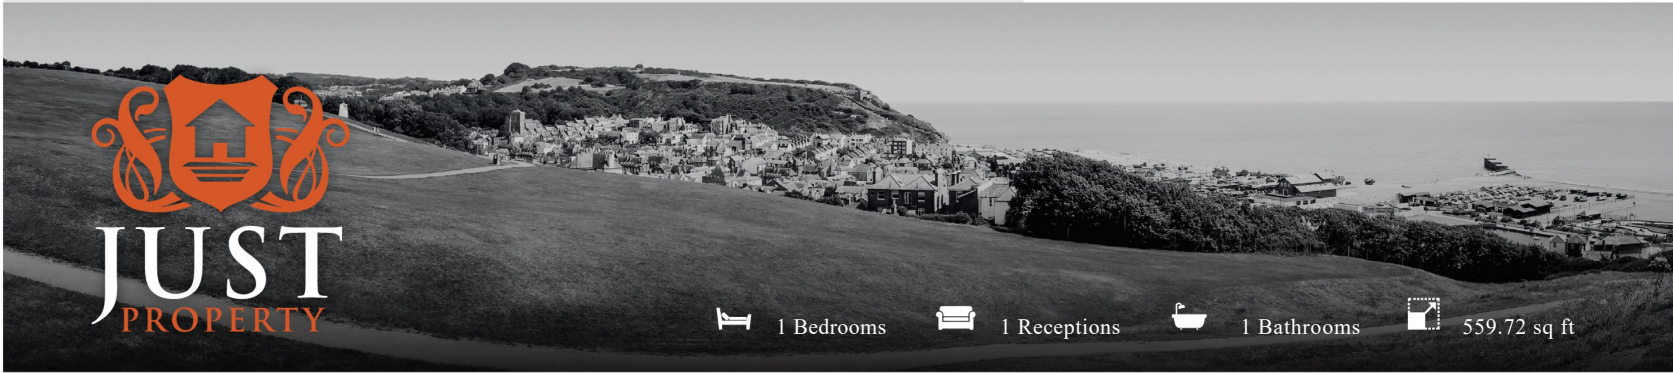 JUST
PROPERTY
1 Bedrooms
1 Receptions
1 Bathrooms
559.72 sq ft